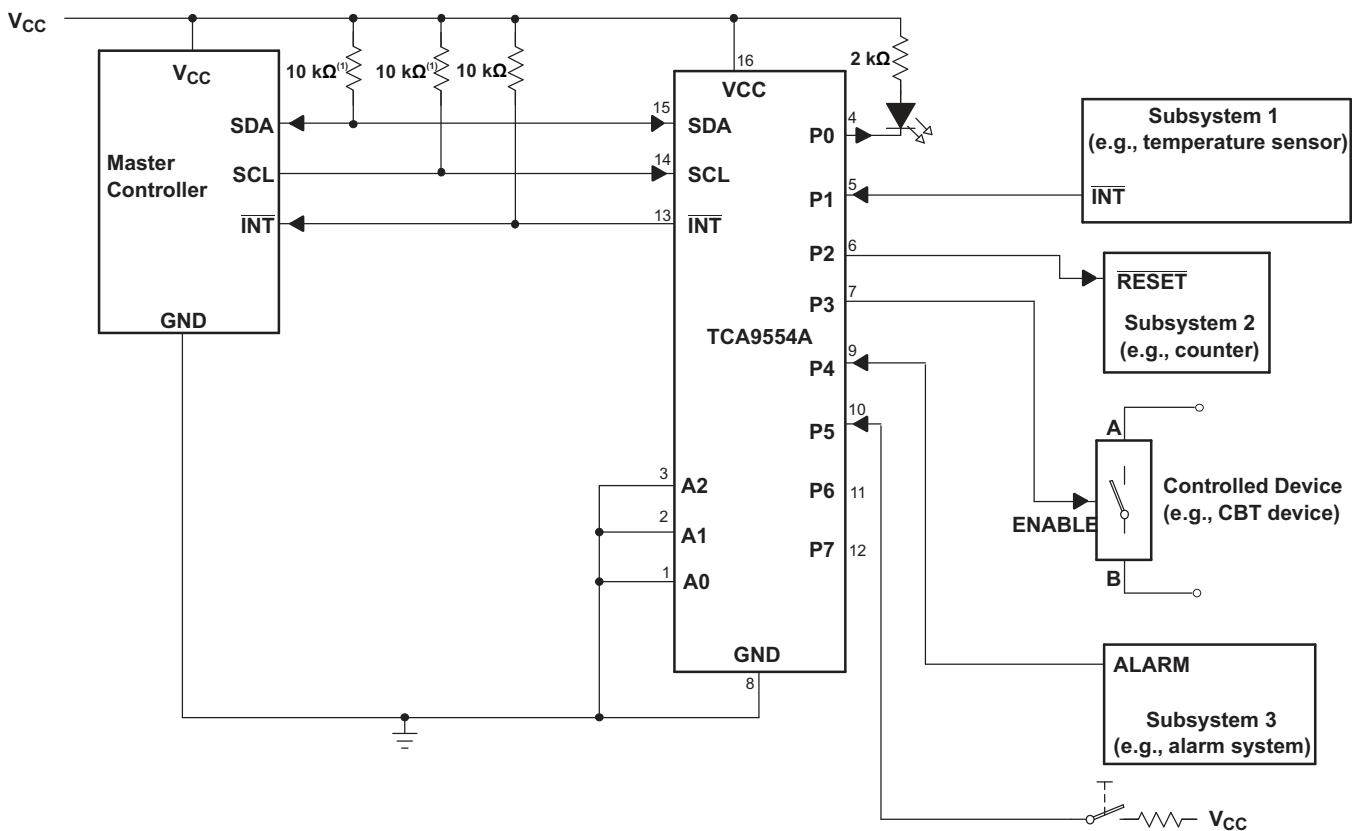 VCC
VCC
10 kΩ(1)
10 kΩ(1)
10 kΩ
2 kΩ
Master
Controller
SDA
SCL
INT
GND
16
VCC
15
SDA
14
SCL
13
INT
3
A2
2
A1
1
A0
GND
8
TCA9554A
4
P0
5
P1
6
P2
7
P3
9
P4
10
P5
P6
11
P7
12
Subsystem 1
(e.g., temperature sensor)
INT
RESET
Subsystem 2
(e.g., counter)
A
ENABLE
B
Controlled Device
(e.g., CBT device)
ALARM
Subsystem 3
(e.g., alarm system)
VCC